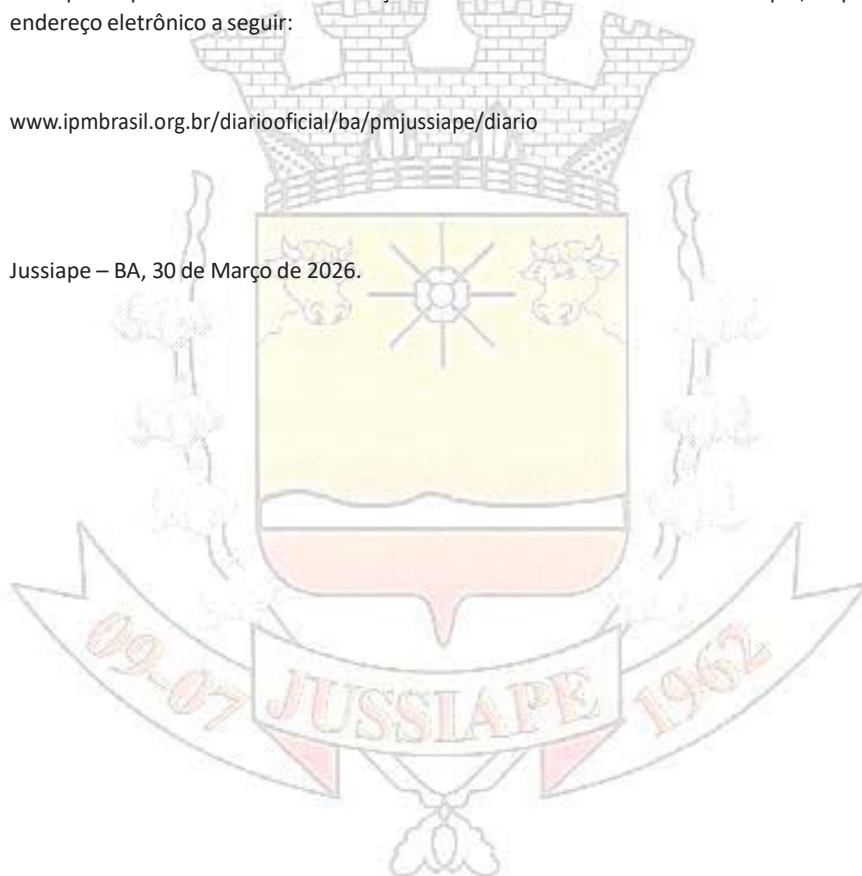 endereço eletrônico a seguir:
www.ipmbrasil.org.br/diariooficial/ba/pmjussiape/diario
Jussiape – BA, 30 de Março de 2026.
09-07 JUSSIAPE 1962